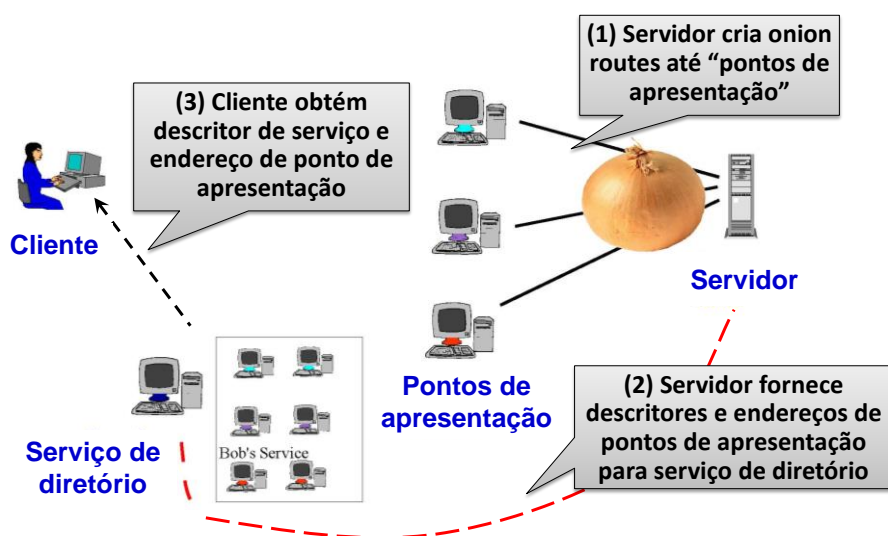 (1) Servidor cria onion
routes até “pontos de
apresentação”
(3) Cliente obtém
descritor de serviço e
endereço de ponto de
apresentação
Cliente
Servidor
Pontos de
apresentação
(2) Servidor fornece
descritores e endereços de
pontos de apresentação
para serviço de diretório
Serviço de
diretório
Bob's Service